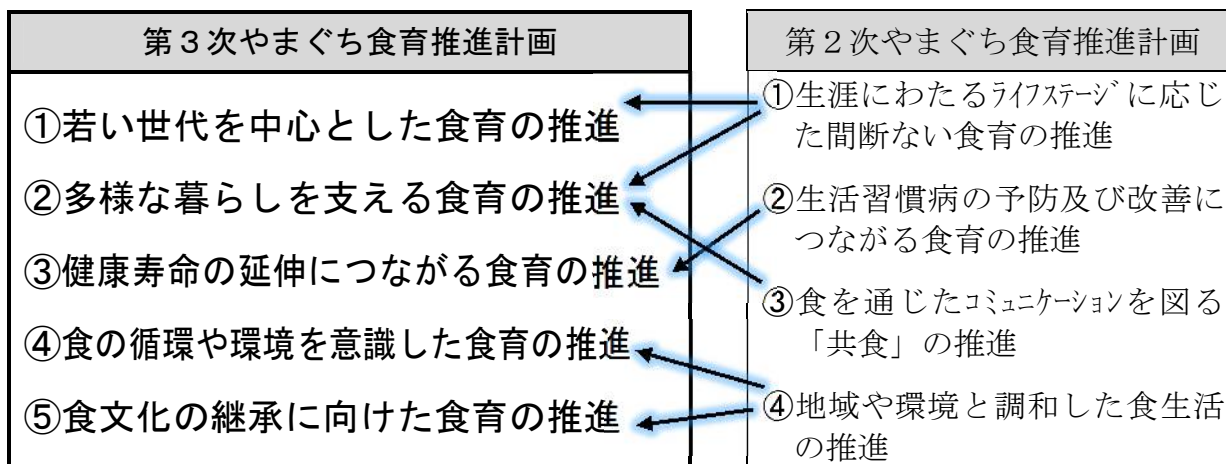 第３次やまぐち食育推進計画
①若い世代を中心とした食育の推進
②多様な暮らしを支える食育の推進
③健康寿命の延伸につながる食育の推進
④食の循環や環境を意識した食育の推進
⑤食文化の継承に向けた食育の推進
第２次やまぐち食育推進計画
①生涯にわたるﾗｲﾌｽﾃｰｼﾞに応じ
た間断ない食育の推進
②生活習慣病の予防及び改善に
つながる食育の推進
③食を通じたｺﾐｭﾆｹｰｼｮﾝを図る
「共食」の推進
④地域や環境と調和した食生活
の推進